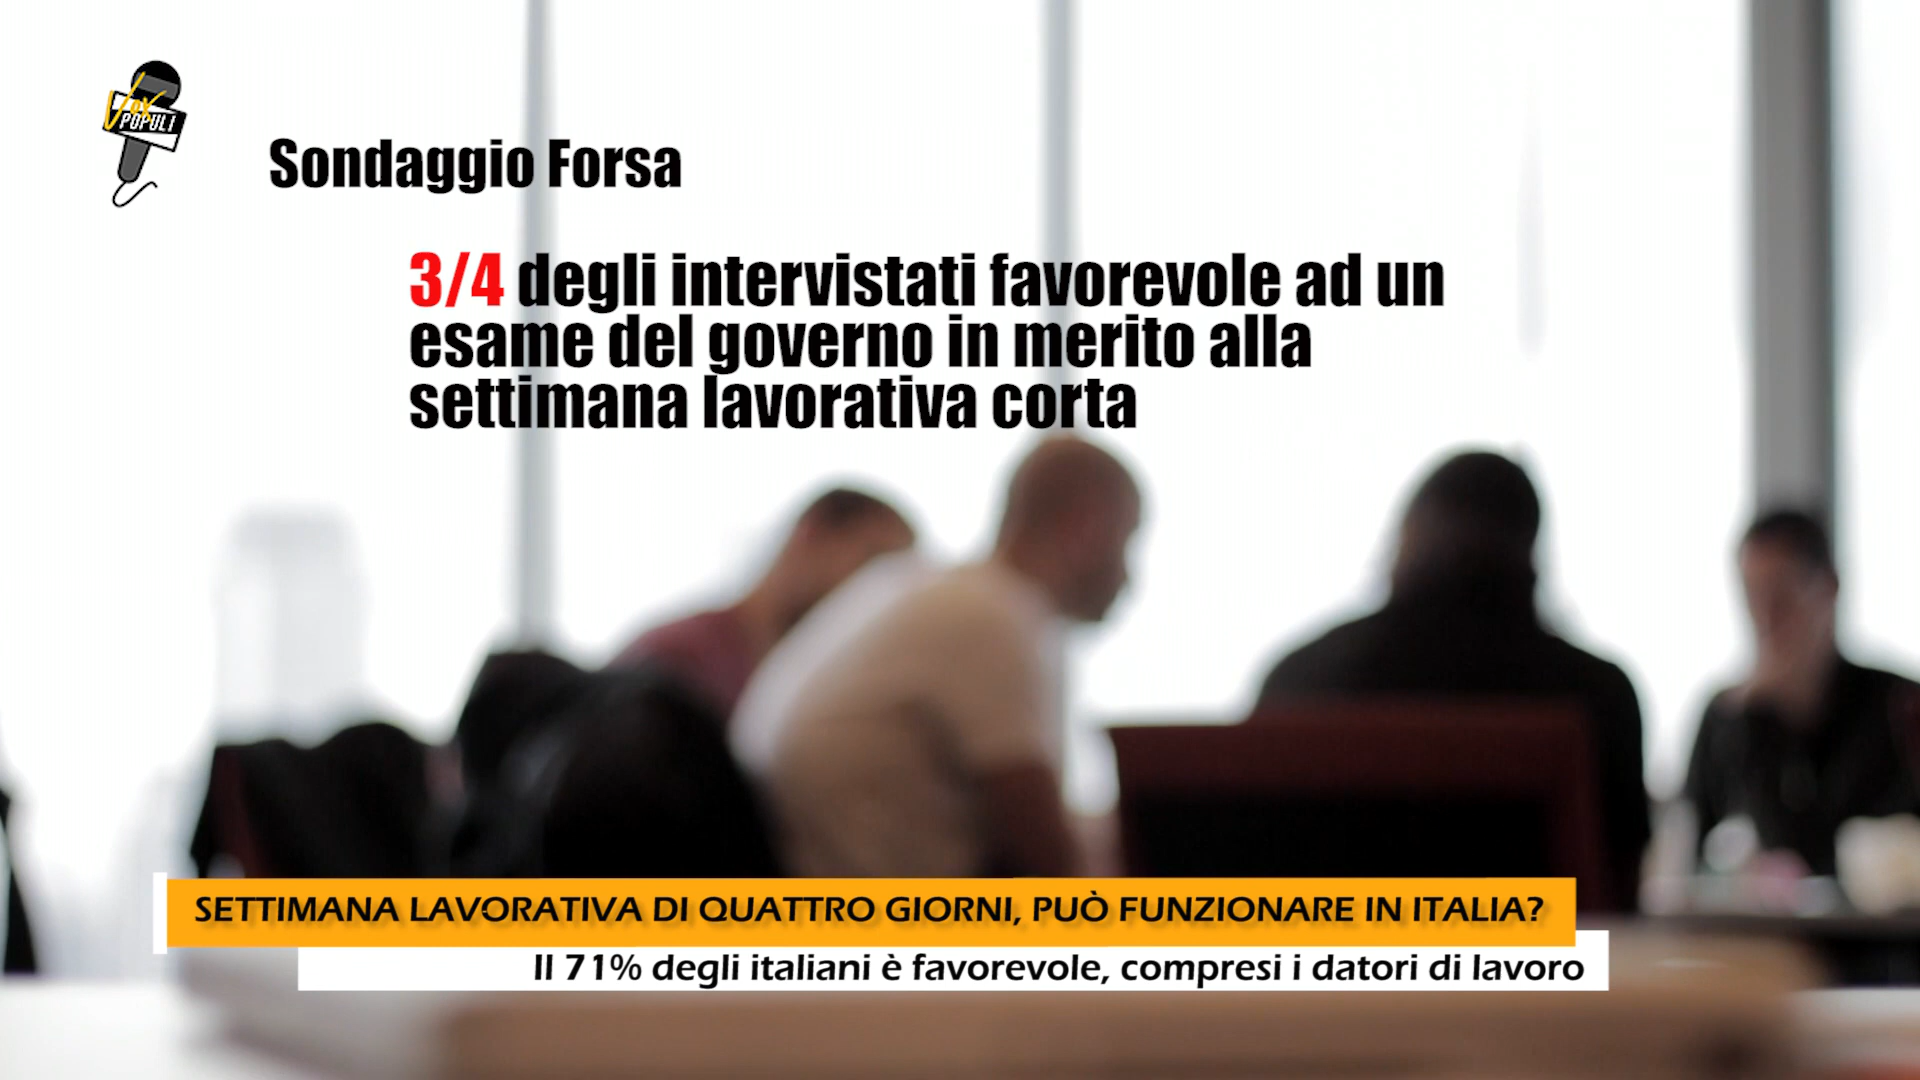 Vox
POPULI
Sondaggio Forsa
3/4 degli intervistati favorevole ad un
esame del governo in merito alla
settimana lavorativa corta
SETTIMANA LAVORATIVA DI QUATTRO GIORNI, PUÒ FUNZIONARE IN ITALIA?
Il 71% degli italiani è favorevole, compresi i datori di lavoro